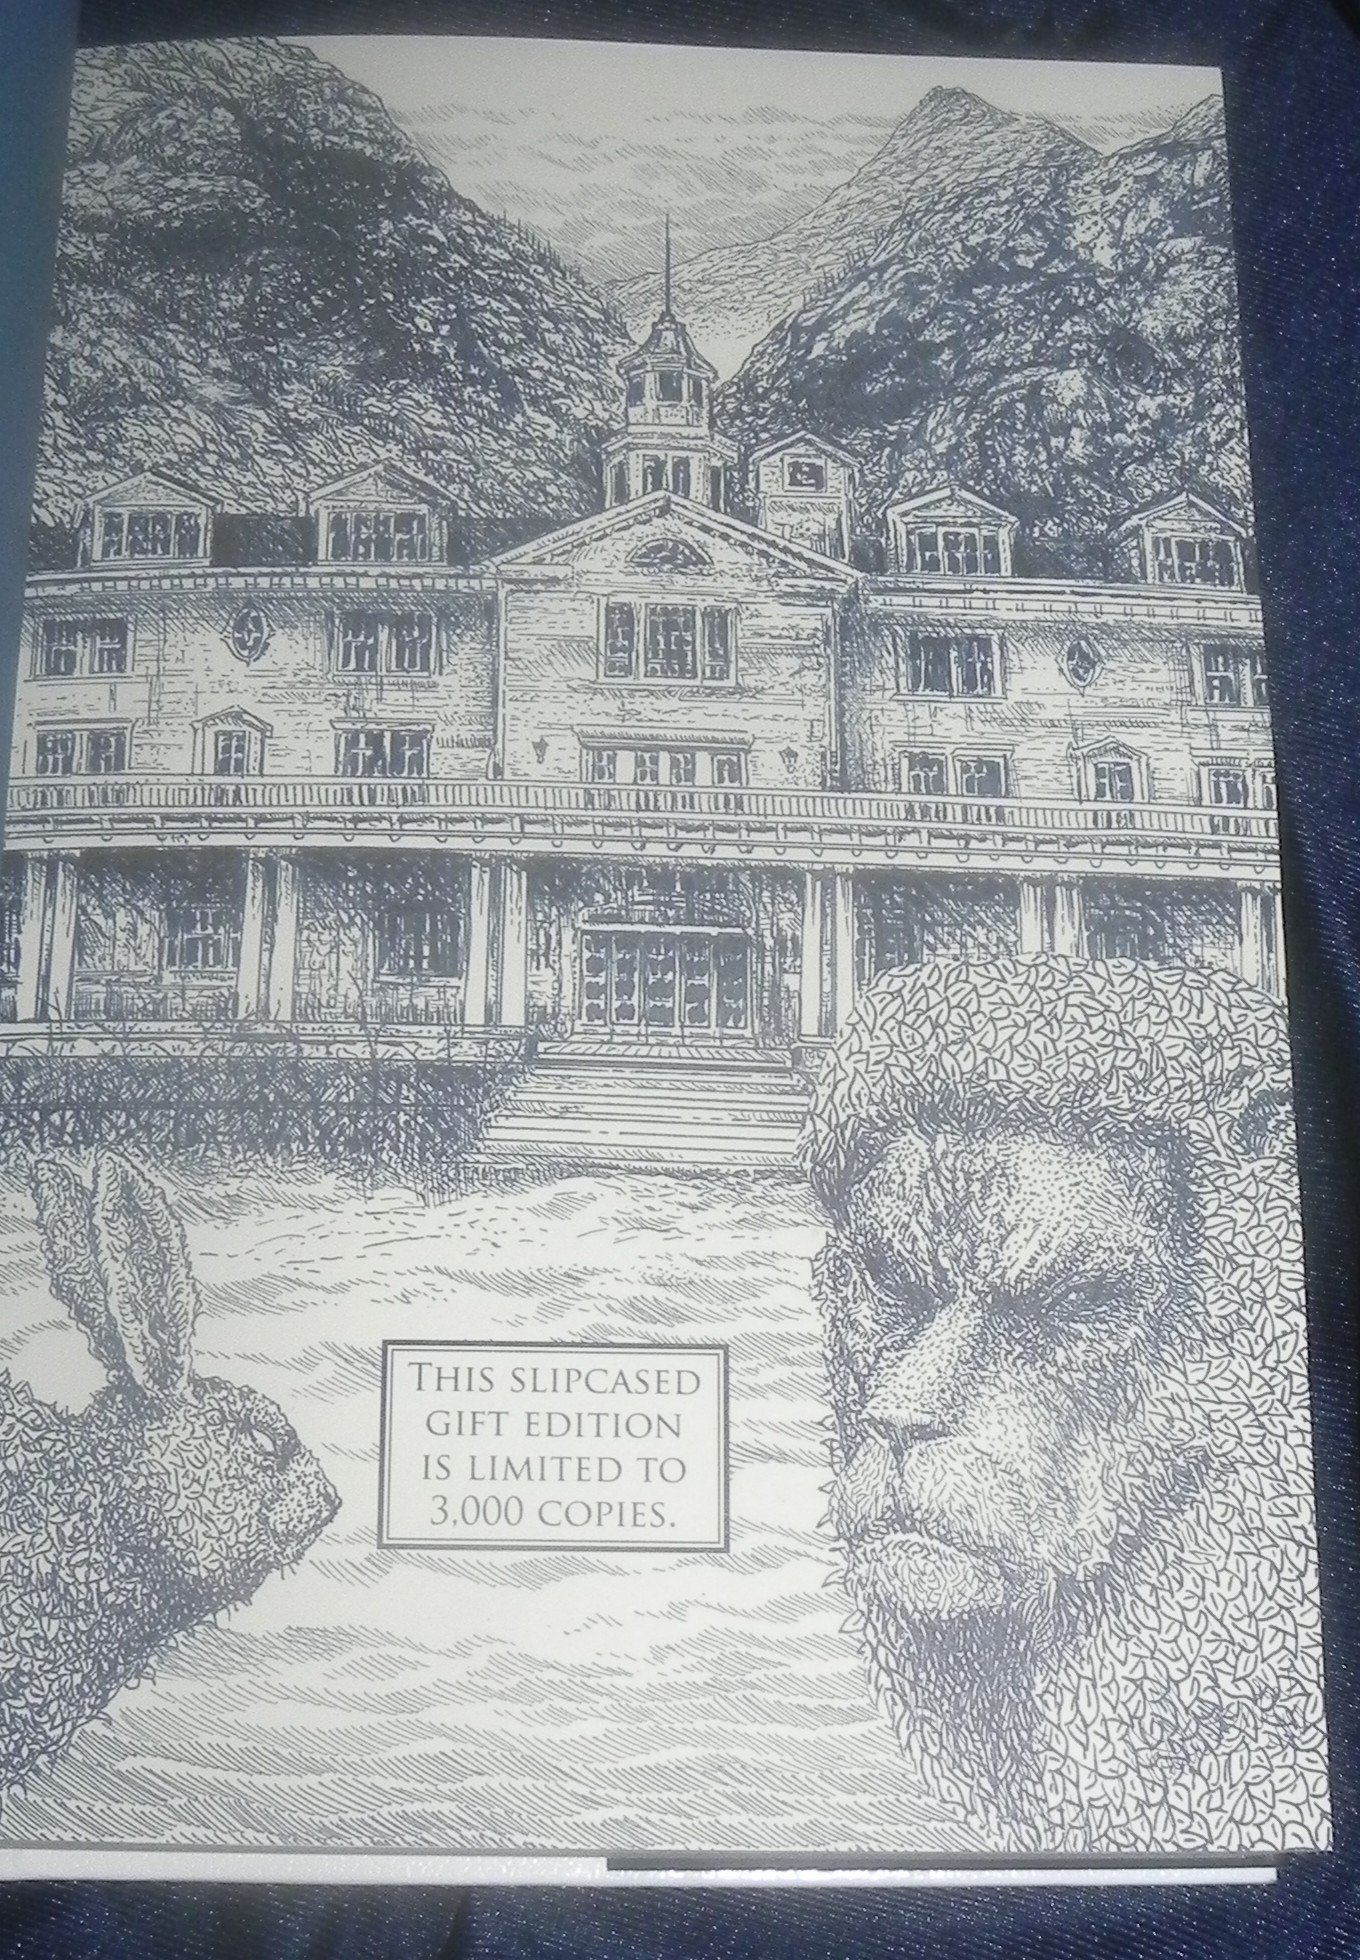 THIS SLIPCASED
GIFT EDITION
IS LIMITED TO
3,000 COPIES.